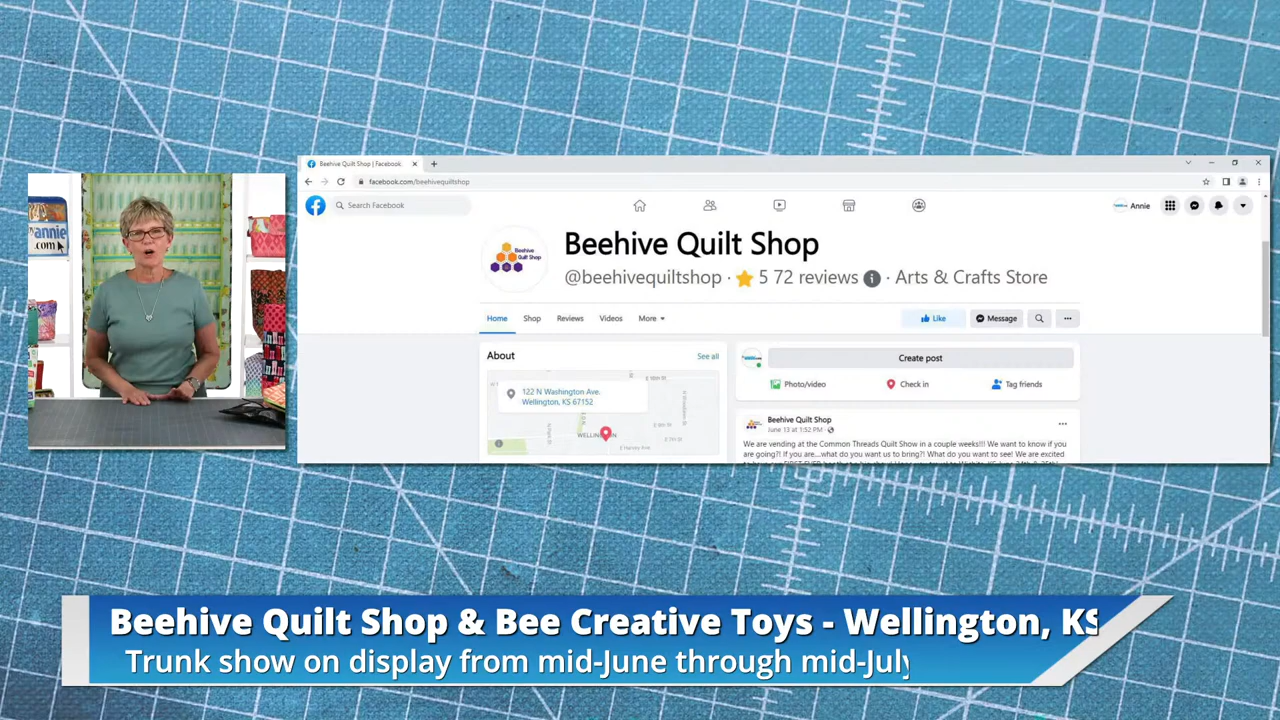 Beehive Quilt Shop | Facebook
facebook.com/beehivequiltshop
Search Facebook
Annie
annie
.com
Beehive
Quilt Shop
Beehive Quilt Shop
@beehivequiltshop · 5 72 reviews · Arts & Crafts Store
Home Shop Reviews Videos More
Like Message
About See all
122 N Washington Ave.
Wellington, KS 67152
Create post
Photo/video Check in Tag friends
Beehive Quilt Shop
June 13 at 1:52 PM ·
We are vending at the Common Threads Quilt Show in a couple weeks!!! We want to know if you
are going?! If you are...what do you want us to bring?! What do you want to see! We are excited
Beehive Quilt Shop & Bee Creative Toys - Wellington, KS
Trunk show on display from mid-June through mid-July